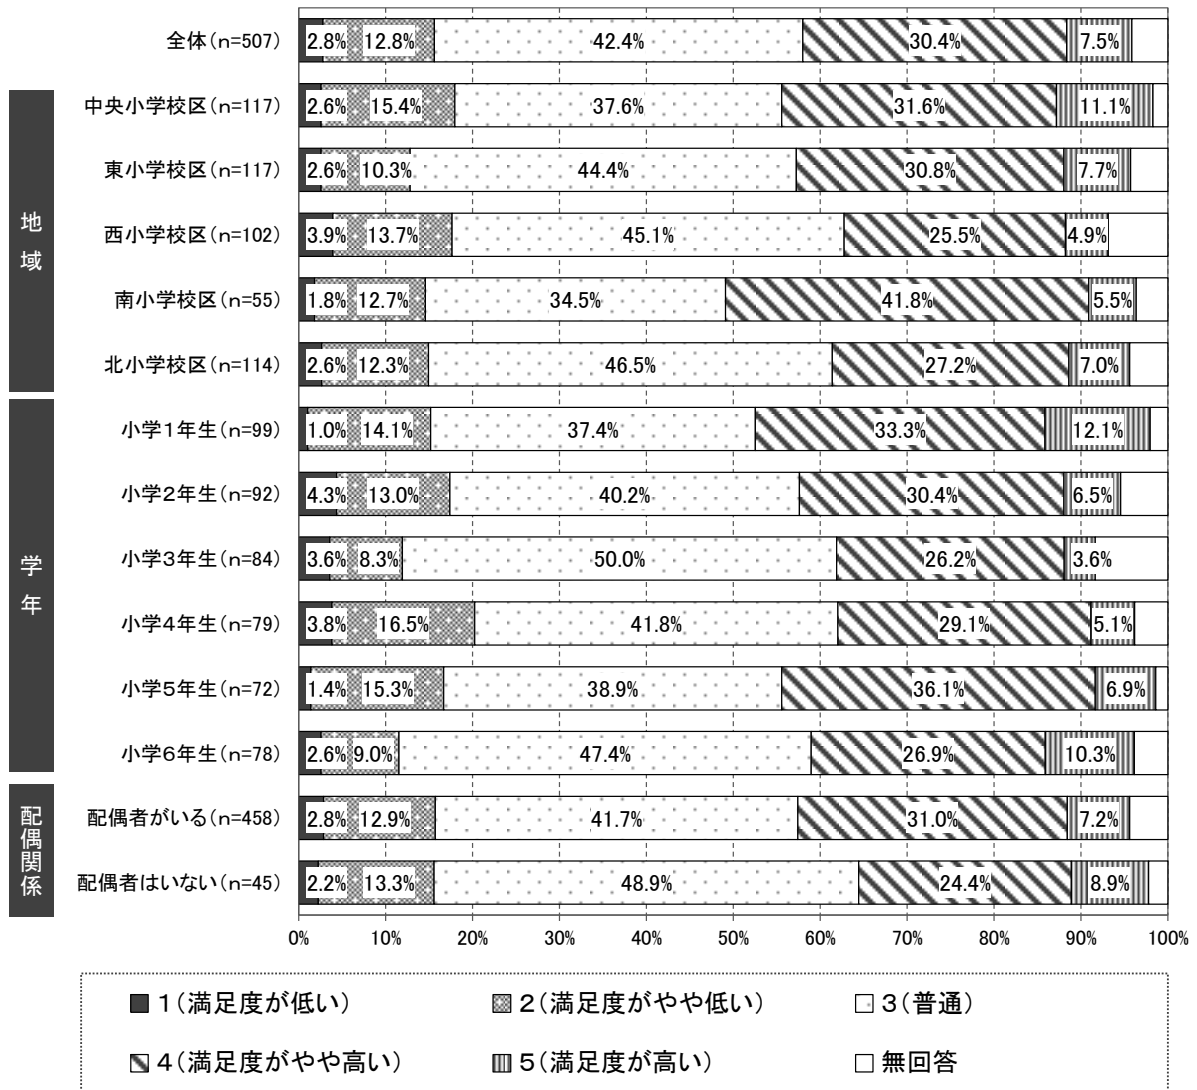 全体(n=507) 2.8% 12.8% 42.4% 30.4% 7.5%
地域
中央小学校区(n=117) 2.6% 15.4% 37.6% 31.6% 11.1%
東小学校区(n=117) 2.6% 10.3% 44.4% 30.8% 7.7%
西小学校区(n=102) 3.9% 13.7% 45.1% 25.5% 4.9%
南小学校区(n=55) 1.8% 12.7% 34.5% 41.8% 5.5%
北小学校区(n=114) 2.6% 12.3% 46.5% 27.2% 7.0%
学年
小学1年生(n=99) 1.0% 14.1% 37.4% 33.3% 12.1%
小学2年生(n=92) 4.3% 13.0% 40.2% 30.4% 6.5%
小学3年生(n=84) 3.6% 8.3% 50.0% 26.2% 3.6%
小学4年生(n=79) 3.8% 16.5% 41.8% 29.1% 5.1%
小学5年生(n=72) 1.4% 15.3% 38.9% 36.1% 6.9%
小学6年生(n=78) 2.6% 9.0% 47.4% 26.9% 10.3%
配偶関係
配偶者がいる(n=458) 2.8% 12.9% 41.7% 31.0% 7.2%
配偶者はいない(n=45) 2.2% 13.3% 48.9% 24.4% 8.9%
0% 10% 20% 30% 40% 50% 60% 70% 80% 90% 100%
1(満足度が低い) 2(満足度がやや低い) 3(普通)
4(満足度がやや高い) 5(満足度が高い) 無回答